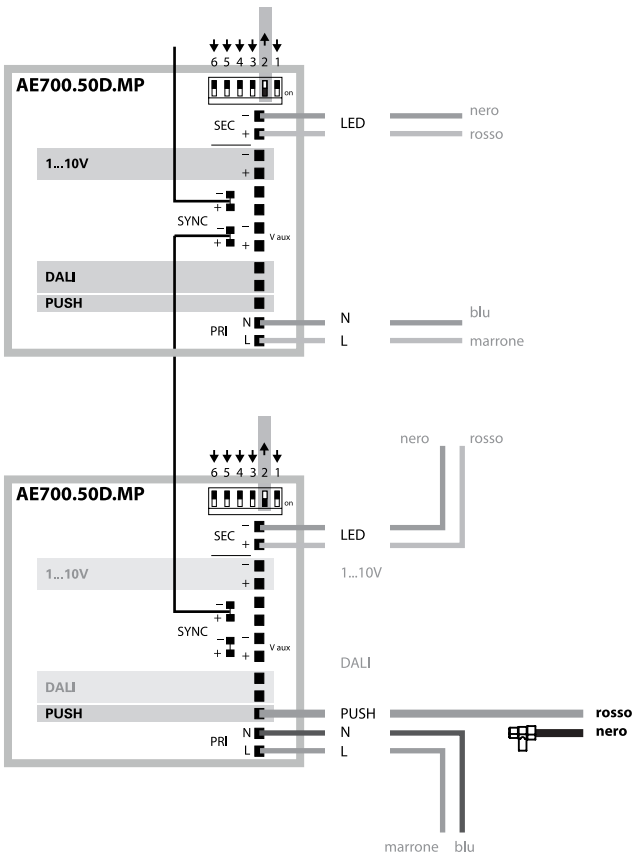 6 5 4 3 2 1
AE700.50D.MP
on
SEC - +
LED
nero
rosso
1...10V - +
SYNC - + - +
- + V aux
DALI
PUSH
PRI N L
N
L
blu
marrone
nero rosso
6 5 4 3 2 1
AE700.50D.MP
on
SEC - +
LED
1...10V - + 1...10V
SYNC - + - +
- + V aux
DALI DALI
PUSH PUSH rosso
PRI N L
N nero
L
marrone blu